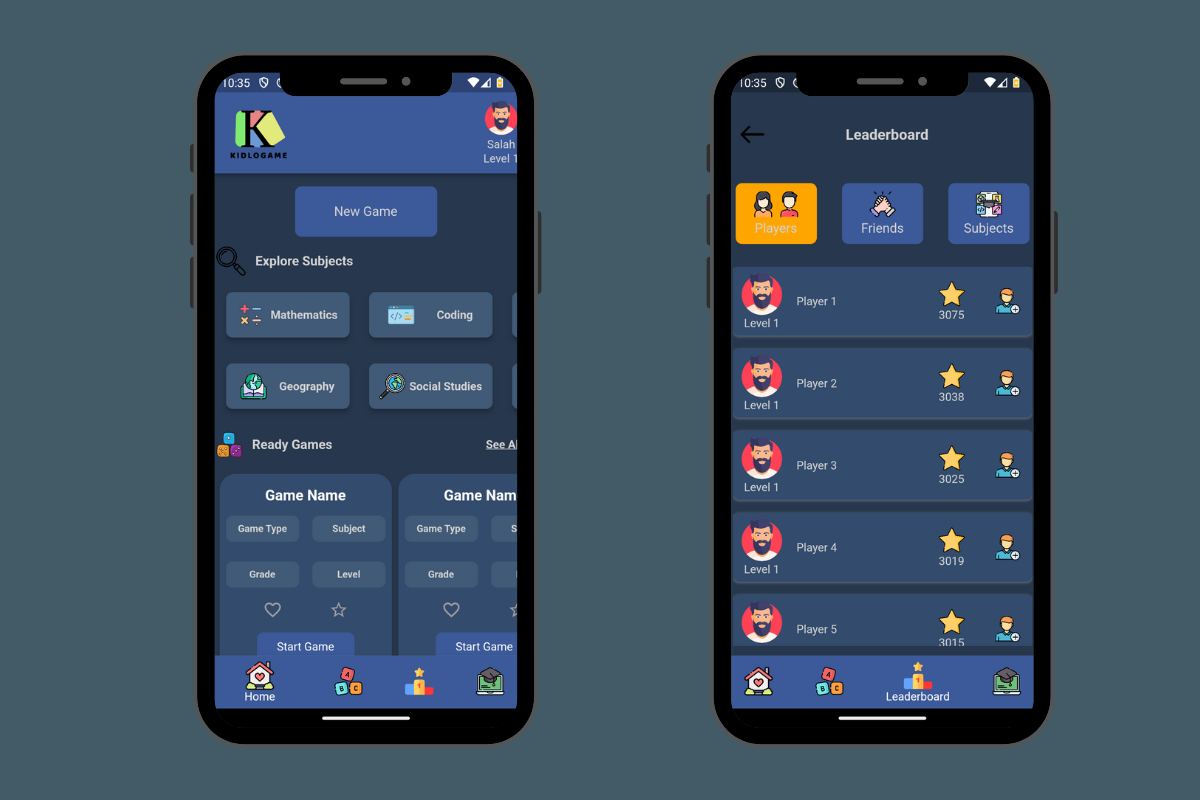 10:35
K
KIDLOGAME
Salah
Level 1
New Game
Explore Subjects
Mathematics
Coding
Geography
Social Studies
Ready Games
See Al
Game Name
Game Nam
Game Type
Subject
Game Type
S
Grade
Level
Grade
Start Game
Start Game
A
B
C
1
Home
10:35
Leaderboard
Players
Friends
Subjects
Player 1
3075
Level 1
Player 2
3038
Level 1
Player 3
3025
Level 1
Player 4
3019
Level 1
Player 5
3015
A
B
C
1
Leaderboard